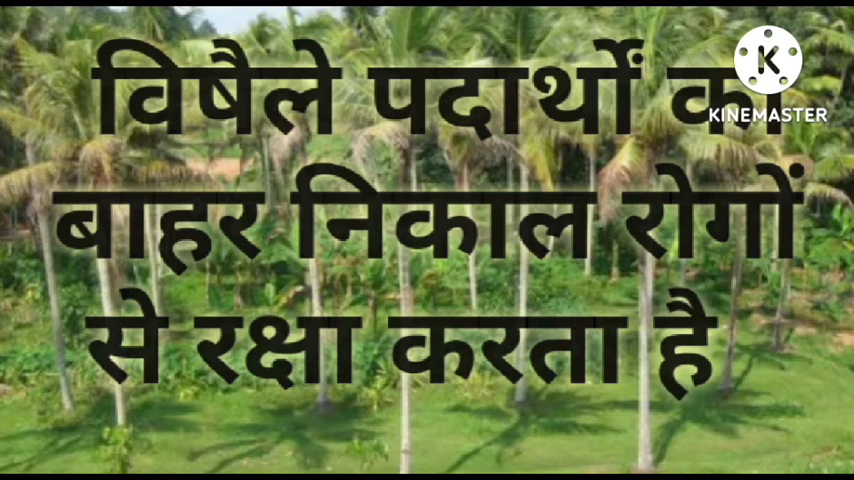 विषैले पदार्थों का
KINEMASTER
बाहर निकाल रोगों
से रक्षा करता है